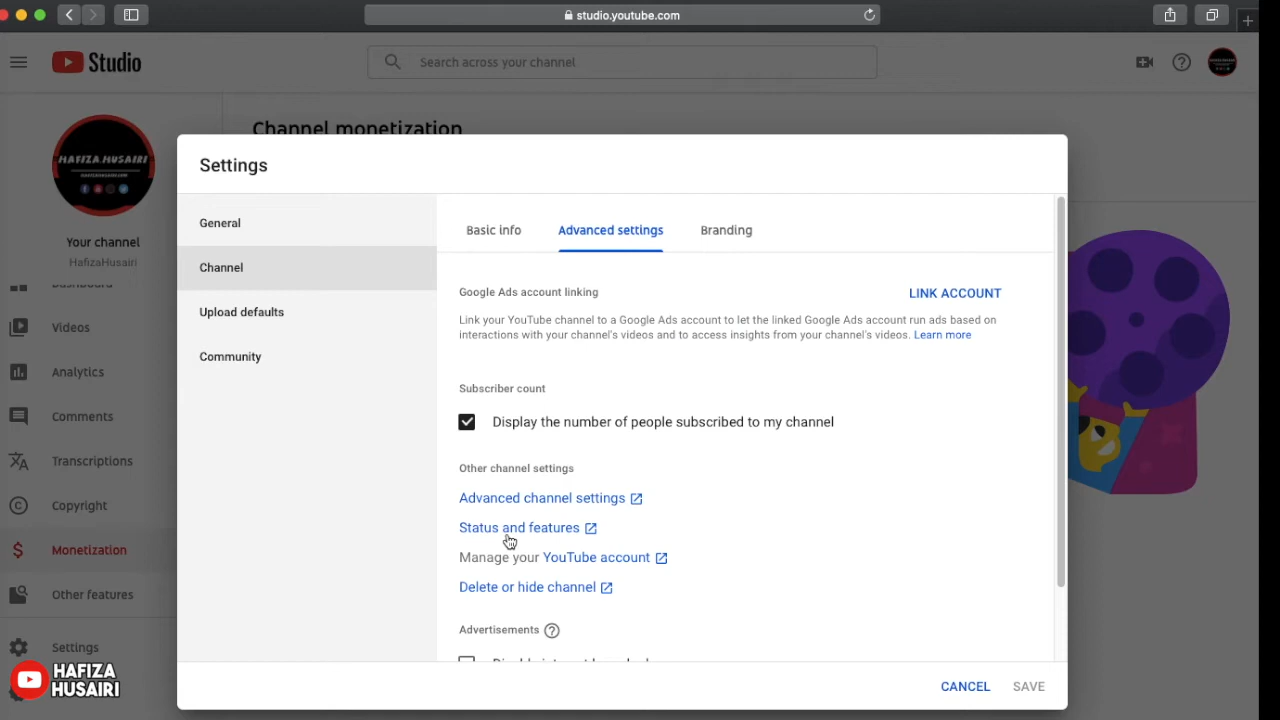 studio.youtube.com
Studio
Search across your channel
Channel monetization
HAFIZA.HUSAIRI
Your channel
HafizaHusairi
Dashboard
Videos
Analytics
Comments
Transcriptions
Copyright
Monetization
Other features
Settings
HAFIZA
HUSAIRI
Settings
General
Channel
Upload defaults
Community
Basic info
Advanced settings
Branding
Google Ads account linking
LINK ACCOUNT
Link your YouTube channel to a Google Ads account to let the linked Google Ads account run ads based on
interactions with your channel's videos and to access insights from your channel's videos. Learn more
Subscriber count
Display the number of people subscribed to my channel
Other channel settings
Advanced channel settings
Status and features
Manage your YouTube account
Delete or hide channel
Advertisements
CANCEL
SAVE